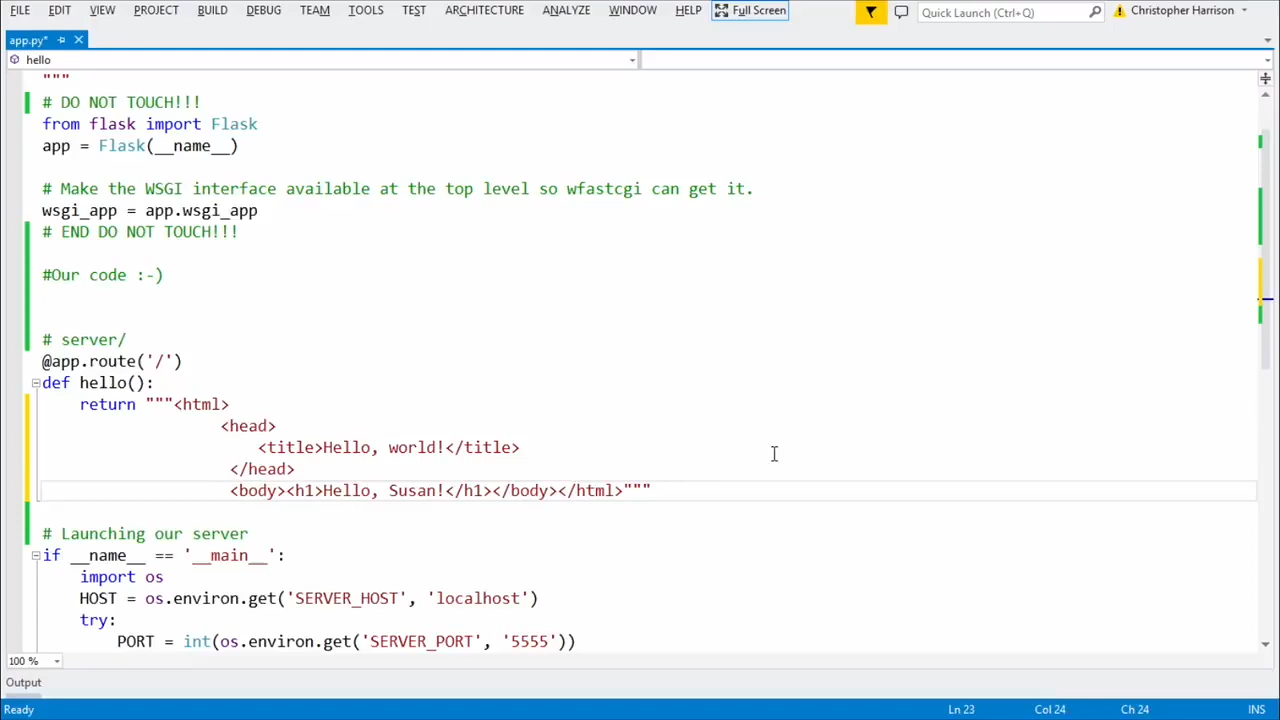 FILE EDIT VIEW PROJECT BUILD DEBUG TEAM TOOLS TEST ARCHITECTURE ANALYZE WINDOW HELP Full Screen Quick Launch (Ctrl+Q) Christopher Harrison
app.py*
hello
"""
# DO NOT TOUCH!!!
from flask import Flask
app = Flask(__name__)
# Make the WSGI interface available at the top level so wfastcgi can get it.
wsgi_app = app.wsgi_app
# END DO NOT TOUCH!!!
#Our code :-)
# server/
@app.route('/')
def hello():
return """<html>
<head>
<title>Hello, world!</title>
</head>
<body><h1>Hello, Susan!</h1></body></html>"""
# Launching our server
if __name__ == '__main__':
import os
HOST = os.environ.get('SERVER_HOST', 'localhost')
try:
PORT = int(os.environ.get('SERVER_PORT', '5555'))
100 %
Output
Ready Ln 23 Col 24 Ch 24 INS